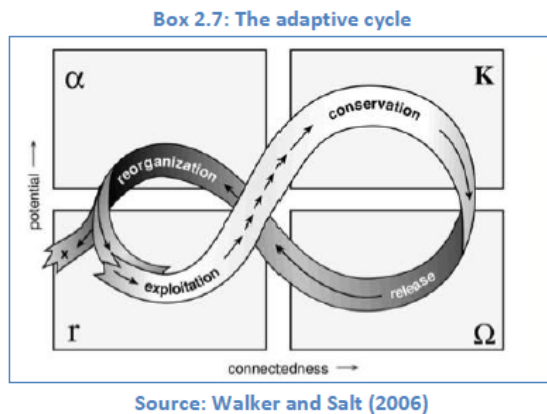 Box 2.7: The adaptive cycle
α
K
conservation
reorganization
potential
x
exploitation
release
r
Ω
connectedness
Source: Walker and Salt (2006)